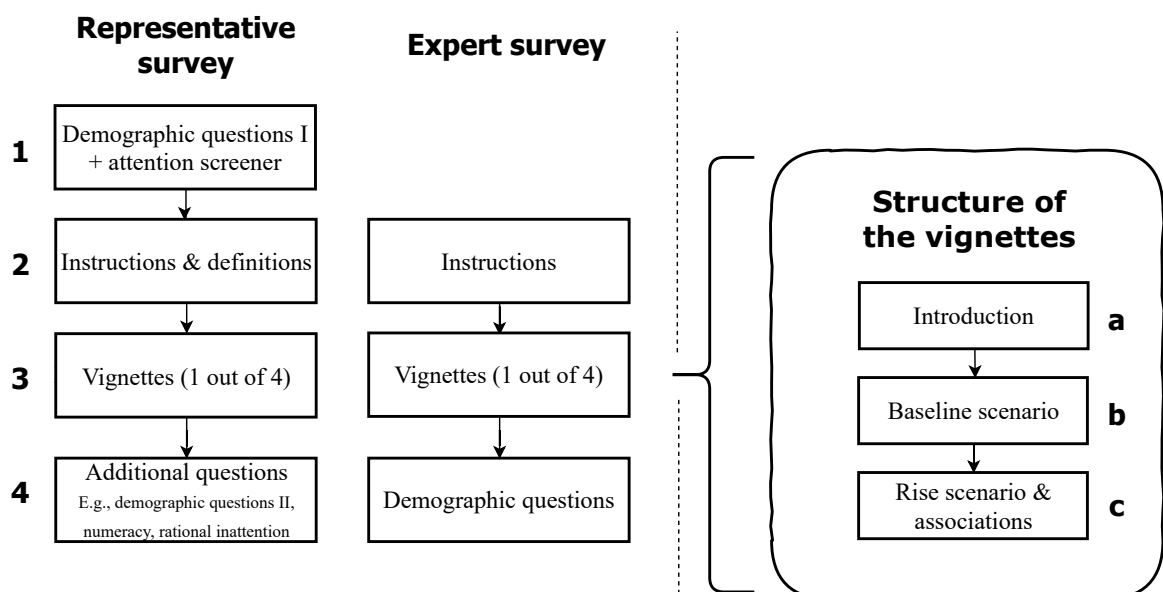 Representative
survey
Expert survey
1
Demographic questions I
+ attention screener
2
Instructions & definitions
Instructions
3
Vignettes (1 out of 4)
Vignettes (1 out of 4)
4
Additional questions
E.g., demographic questions II,
numeracy, rational inattention
Demographic questions
Structure of
the vignettes
Introduction
a
Baseline scenario
b
Rise scenario &
associations
c